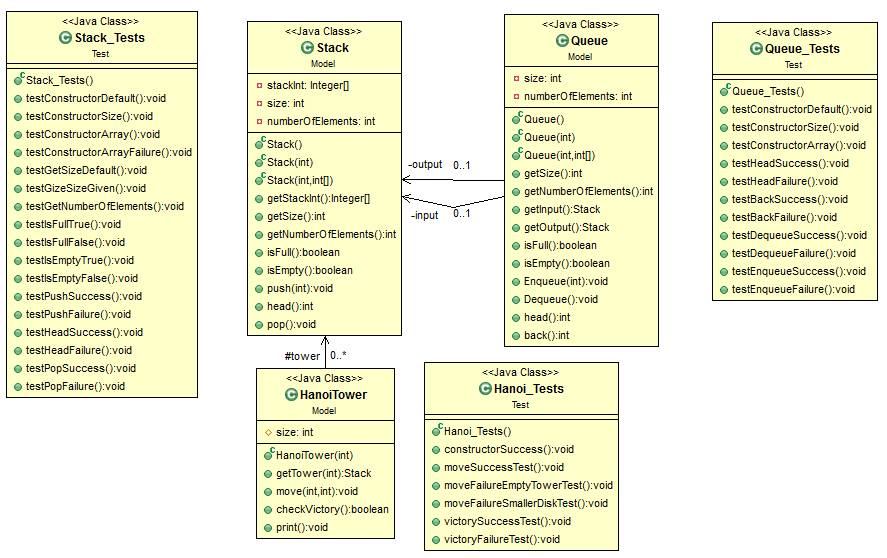 <<Java Class>>
Stack_Tests
Test
Stack_Tests()
testConstructorDefault():void
testConstructorSize():void
testConstructorArray():void
testConstructorArrayFailure():void
testGetSizeDefault():void
testGizeSizeGiven():void
testGetNumberOfElements():void
testIsFullTrue():void
testIsFullFalse():void
testIsEmptyTrue():void
testIsEmptyFalse():void
testPushSuccess():void
testPushFailure():void
testHeadSuccess():void
testHeadFailure():void
testPopSuccess():void
testPopFailure():void
<<Java Class>>
Stack
Model
stackInt: Integer[]
size: int
numberOfElements: int
Stack()
Stack(int)
Stack(int,int[])
getStackInt():Integer[]
getSize():int
getNumberOfElements():int
isFull():boolean
isEmpty():boolean
push(int):void
head():int
pop():void
-output 0..1
-input 0..1
<<Java Class>>
Queue
Model
size: int
numberOfElements: int
Queue()
Queue(int)
Queue(int,int[])
getSize():int
getNumberOfElements():int
getInput():Stack
getOutput():Stack
isFull():boolean
isEmpty():boolean
Enqueue(int):void
Dequeue():void
head():int
back():int
<<Java Class>>
Queue_Tests
Test
Queue_Tests()
testConstructorDefault():void
testConstructorSize():void
testConstructorArray():void
testHeadSuccess():void
testHeadFailure():void
testBackSuccess():void
testBackFailure():void
testDequeueSuccess():void
testDequeueFailure():void
testEnqueueSuccess():void
testEnqueueFailure():void
#tower 0..*
<<Java Class>>
HanoiTower
Model
size: int
HanoiTower(int)
getTower(int):Stack
move(int,int):void
checkVictory():boolean
print():void
<<Java Class>>
Hanoi_Tests
Test
Hanoi_Tests()
constructorSuccess():void
moveSuccessTest():void
moveFailureEmptyTowerTest():void
moveFailureSmallerDiskTest():void
victorySuccessTest():void
victoryFailureTest():void